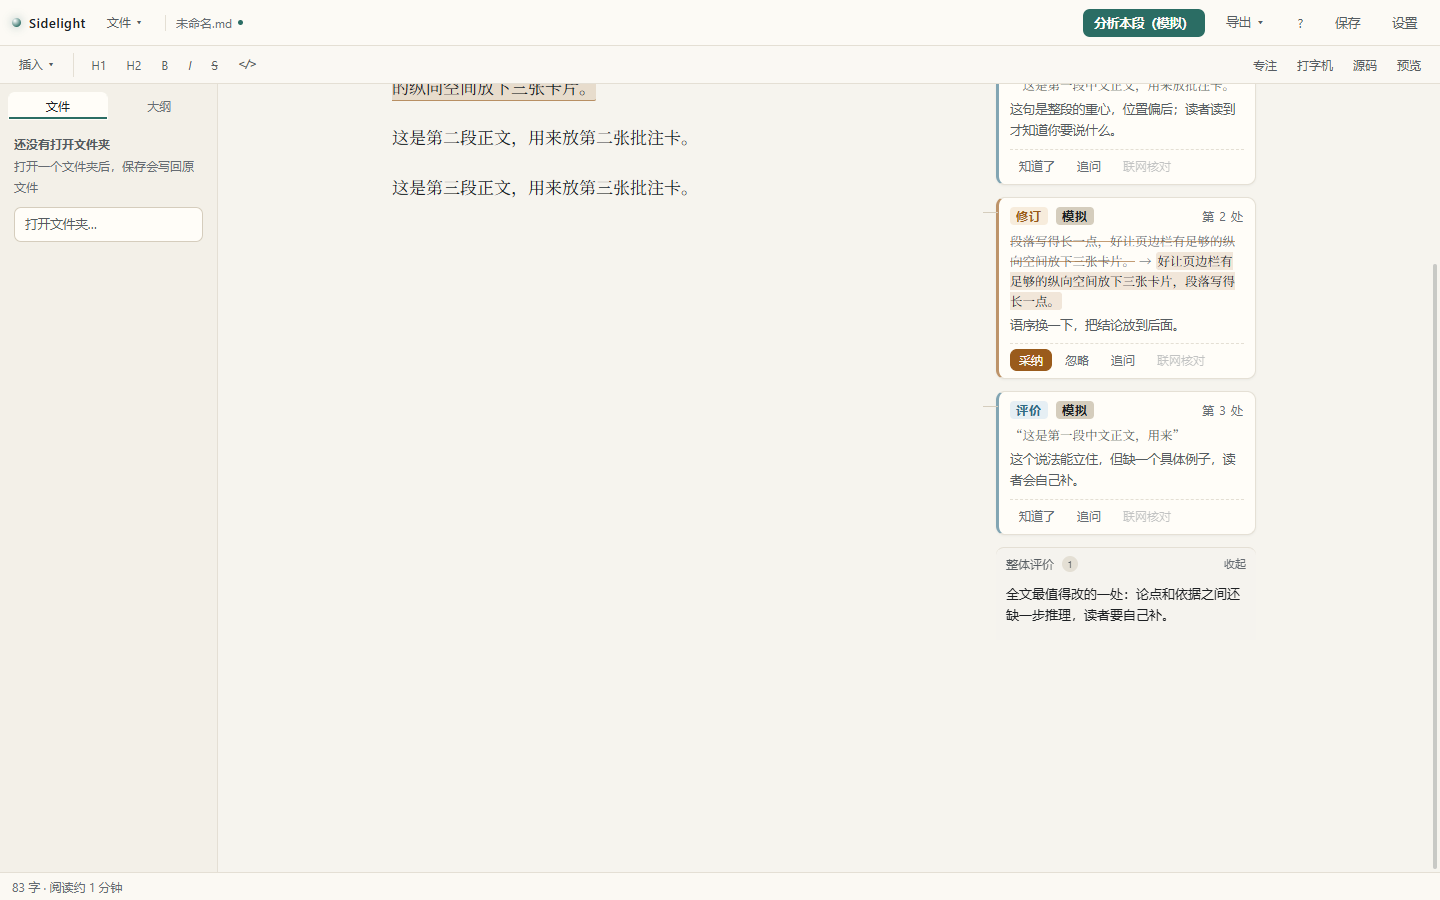 Sidelight 文件 ▾ 未命名.md ● 分析本段（模拟） 导出 ▾ ? 保存 设置
插入 ▾ H1 H2 B I S </> 专注 打字机 源码 预览
文件 大纲
还没有打开文件夹
打开一个文件夹后，保存会写回原
文件
打开文件夹...
的纵向空间放下三张卡片。
这是第二段正文，用来放第二张批注卡。
这是第三段正文，用来放第三张批注卡。
“这是第一段中文正文，用来放批注卡。
这句是整段的重心，位置偏后；读者读到
才知道你要说什么。
知道了 追问 联网核对
修订 模拟 第 2 处
段落写得长一点，好让页边栏有足够的纵
向空间放下三张卡片。 → 好让页边栏有
足够的纵向空间放下三张卡片，段落写得
长一点。
语序换一下，把结论放到后面。
采纳 忽略 追问 联网核对
评价 模拟 第 3 处
“这是第一段中文正文，用来”
这个说法能立住，但缺一个具体例子，读
者会自己补。
知道了 追问 联网核对
整体评价 1 收起
全文最值得改的一处：论点和依据之间还
缺一步推理，读者要自己补。
83 字 · 阅读约 1 分钟